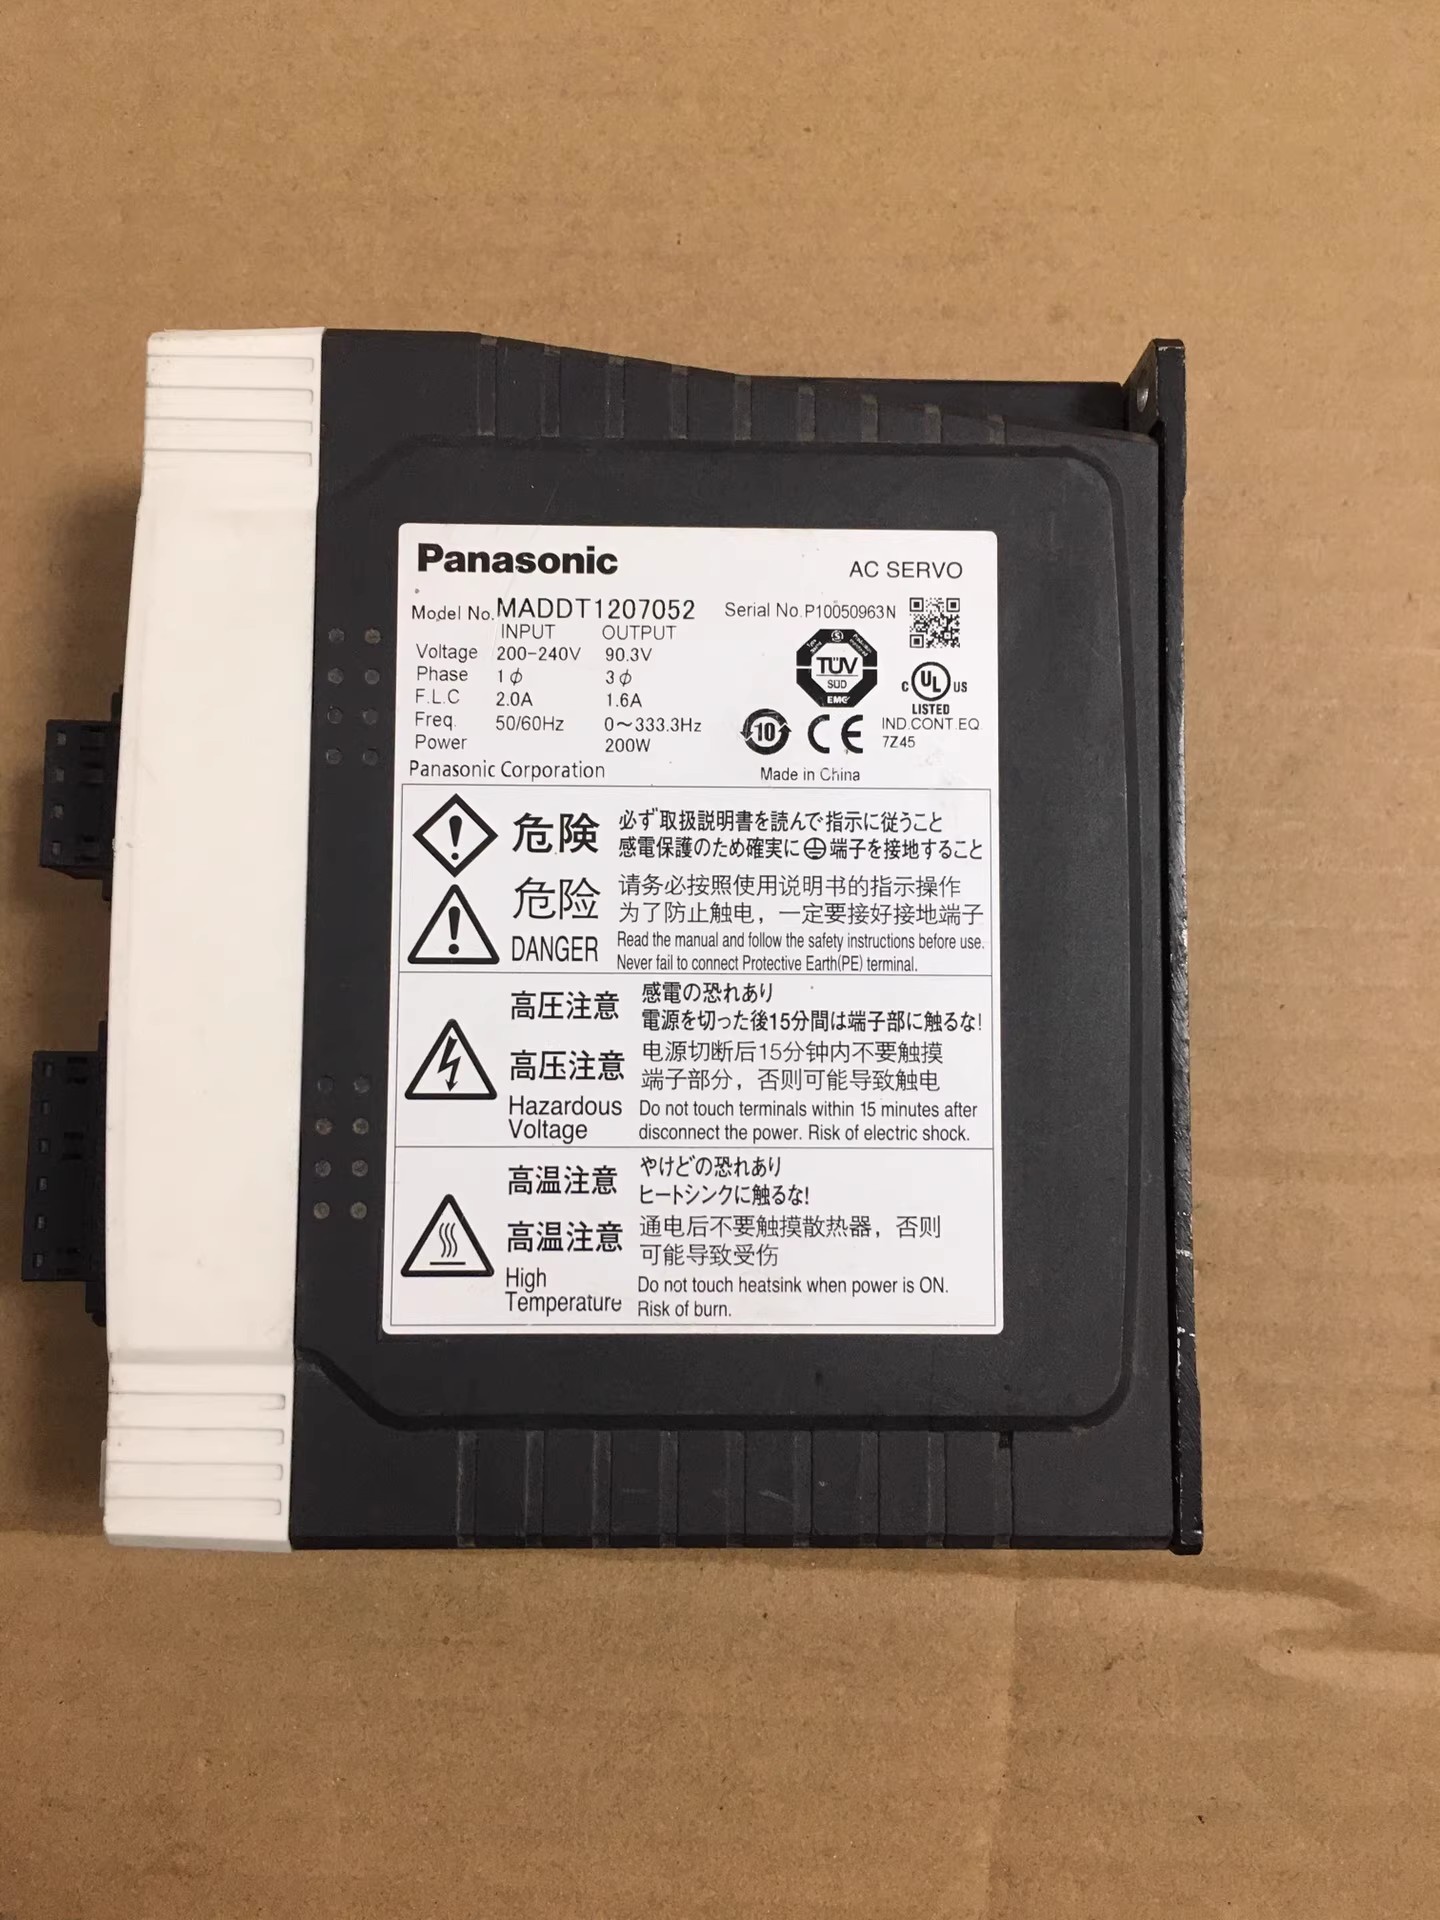 Panasonic
AC SERVO
Model No. MADDT1207052 Serial No. P10050963N
INPUT OUTPUT
Voltage 200-240V 90.3V
Phase 1φ 3φ
F.L.C 2.0A 1.6A
Freq. 50/60Hz 0～333.3Hz
Power 200W
TÜV
SÜD
EMC
C UL US
LISTED
IND.CONT.EQ.
7Z45
10 CE
Panasonic Corporation Made in China
危険 必ず取扱説明書を読んで指示に従うこと
感電保護のため確実に端子を接地すること
危险 请务必按照使用说明书的指示操作
为了防止触电，一定要接好接地端子
DANGER Read the manual and follow the safety instructions before use.
Never fail to connect Protective Earth(PE) terminal.
高圧注意 感電の恐れあり
電源を切った後15分間は端子部に触るな!
高压注意 电源切断后15分钟内不要触摸
端子部分，否则可能导致触电
Hazardous Do not touch terminals within 15 minutes after
Voltage disconnect the power. Risk of electric shock.
高温注意 やけどの恐れあり
ヒートシンクに触るな!
高温注意 通电后不要触摸散热器，否则
可能导致受伤
High Do not touch heatsink when power is ON.
Temperature Risk of burn.